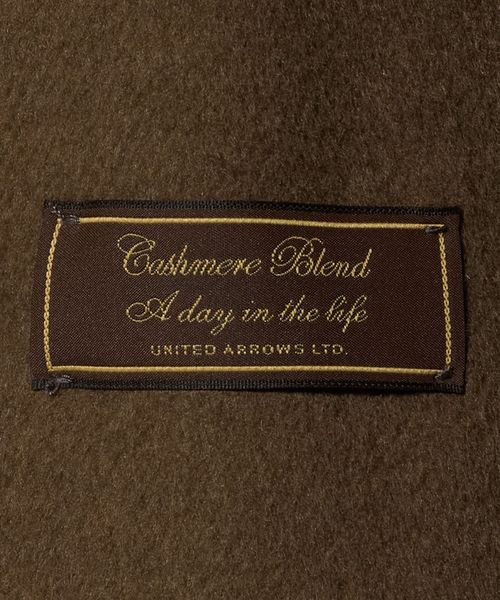 Cashmere Blend
A day in the life
UNITED ARROWS LTD.